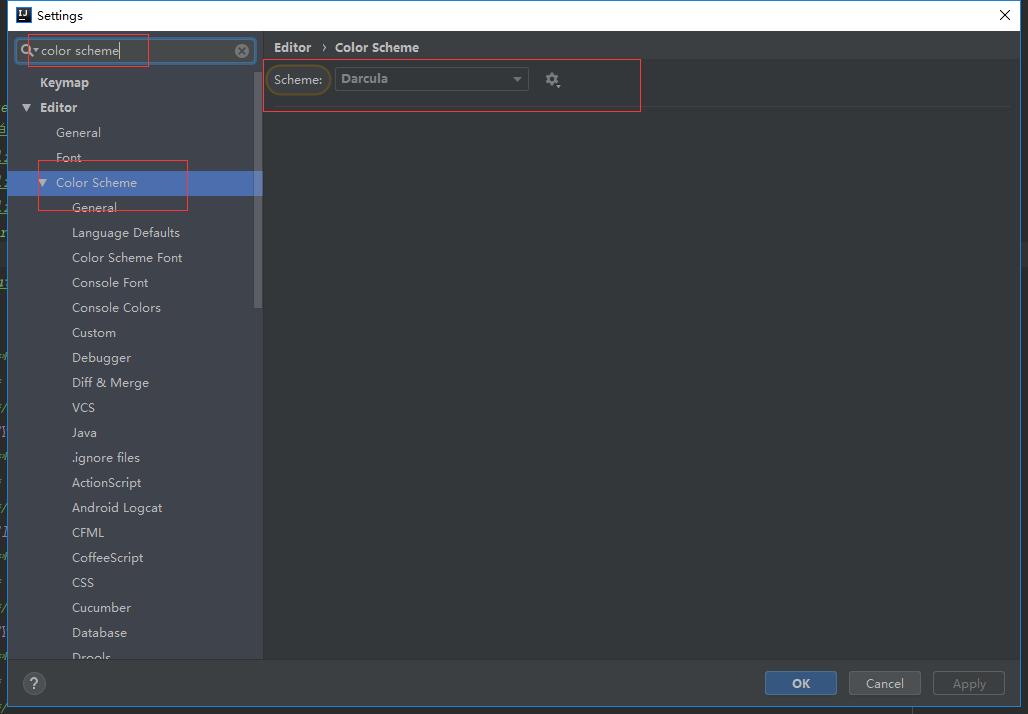 Settings
color scheme
Editor › Color Scheme
Scheme: Darcula
Keymap
Editor
General
Font
Color Scheme
General
Language Defaults
Color Scheme Font
Console Font
Console Colors
Custom
Debugger
Diff & Merge
VCS
Java
.ignore files
ActionScript
Android Logcat
CFML
CoffeeScript
CSS
Cucumber
Database
Drools
?
OK
Cancel
Apply